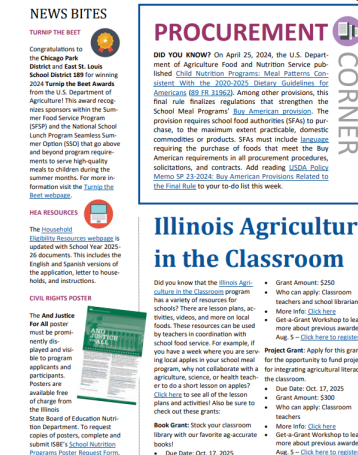 NEWS BITES
TURNIP THE BEET
Congratulations to
the Chicago Park
District and East St. Louis
School District 189 for winning
2024 Turnip the Beet Awards
from the U.S. Department of
Agriculture! This award recog-
nizes sponsors within the Sum-
mer Food Service Program
(SFSP) and the National School
Lunch Program Seamless Sum-
mer Option (SSO) that go above
and beyond program require-
ments to serve high-quality
meals to children during the
summer months. For more in-
formation visit the Turnip the
Beet webpage.
HEA RESOURCES
The Household
Eligibility Resources webpage is
updated with School Year 2025-
26 documents. This includes the
English and Spanish versions of
the application, letter to house-
holds, and instructions.
CIVIL RIGHTS POSTER
The And Justice
For All poster
must be promi-
nently dis-
played and visi-
ble to program
applicants and
participants.
Posters are
available free
of charge from
the Illinois
State Board of Education Nutri-
tion Department. To request
copies of posters, complete and
submit ISBE's School Nutrition
Programs Poster Request Form.
PROCUREMENT
CORNER
DID YOU KNOW? On April 25, 2024, the U.S. Depart-
ment of Agriculture Food and Nutrition Service pub-
lished Child Nutrition Programs: Meal Patterns Con-
sistent With the 2020-2025 Dietary Guidelines for
Americans (89 FR 31962). Among other provisions, this
final rule finalizes regulations that strengthen the
School Meal Programs' Buy American provision. The
provision requires school food authorities (SFAs) to pur-
chase, to the maximum extent practicable, domestic
commodities or products. SFAs must include language
requiring the purchase of foods that meet the Buy
American requirements in all procurement procedures,
solicitations, and contracts. Add reading USDA Policy
Memo SP 23-2024: Buy American Provisions Related to
the Final Rule to your to-do list this week.
Illinois Agricultur
in the Classroom
Did you know that the Illinois Agri-
culture in the Classroom program
has a variety of resources for
schools? There are lesson plans, ac-
tivities, videos, and more on local
foods. These resources can be used
by teachers in coordination with
school food service. For example, if
you have a week where you are serv-
ing local apples in your school meal
program, why not collaborate with a
agriculture, science, or health teach-
er to do a short lesson on apples?
Click here to see all of the lesson
plans and activities! Also be sure to
check out these grants:
Book Grant: Stock your classroom
library with our favorite ag-accurate
books!
• Due Date: Oct. 17, 2025
• Grant Amount: $250
• Who can apply: Classroom
teachers and school librarian
• More Info: Click here
• Get-a-Grant Workshop to lea
more about previous awarde
Aug. 5 – Click here to register
Project Grant: Apply for this gran
for the opportunity to fund projec
for integrating agricultural literac
the classroom.
• Due Date: Oct. 17, 2025
• Grant Amount: $300
• Who can apply: Classroom
teachers
• More Info: Click here
• Get-a-Grant Workshop to lea
more about previous awarde
Aug. 5 – Click here to register